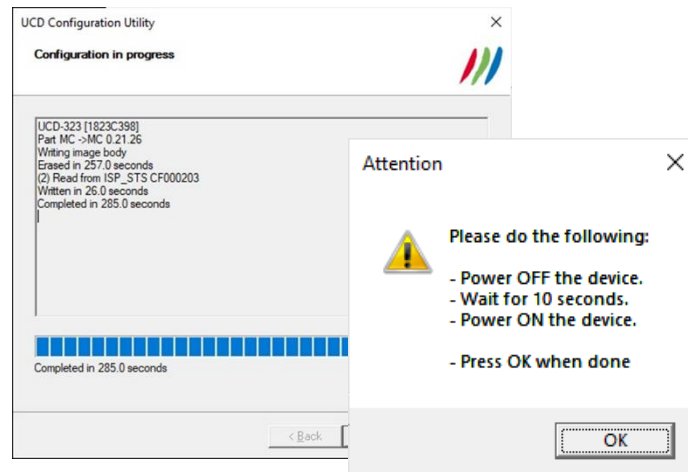 UCD Configuration Utility
Configuration in progress
UCD-323 [1823C398]
Part MC ->MC 0.21.26
Writing image body
Erased in 257.0 seconds
(2) Read from ISP_STS CF000203
Written in 26.0 seconds
Completed in 285.0 seconds
Completed in 285.0 seconds
< Back
Attention
Please do the following:
- Power OFF the device.
- Wait for 10 seconds.
- Power ON the device.
- Press OK when done
OK